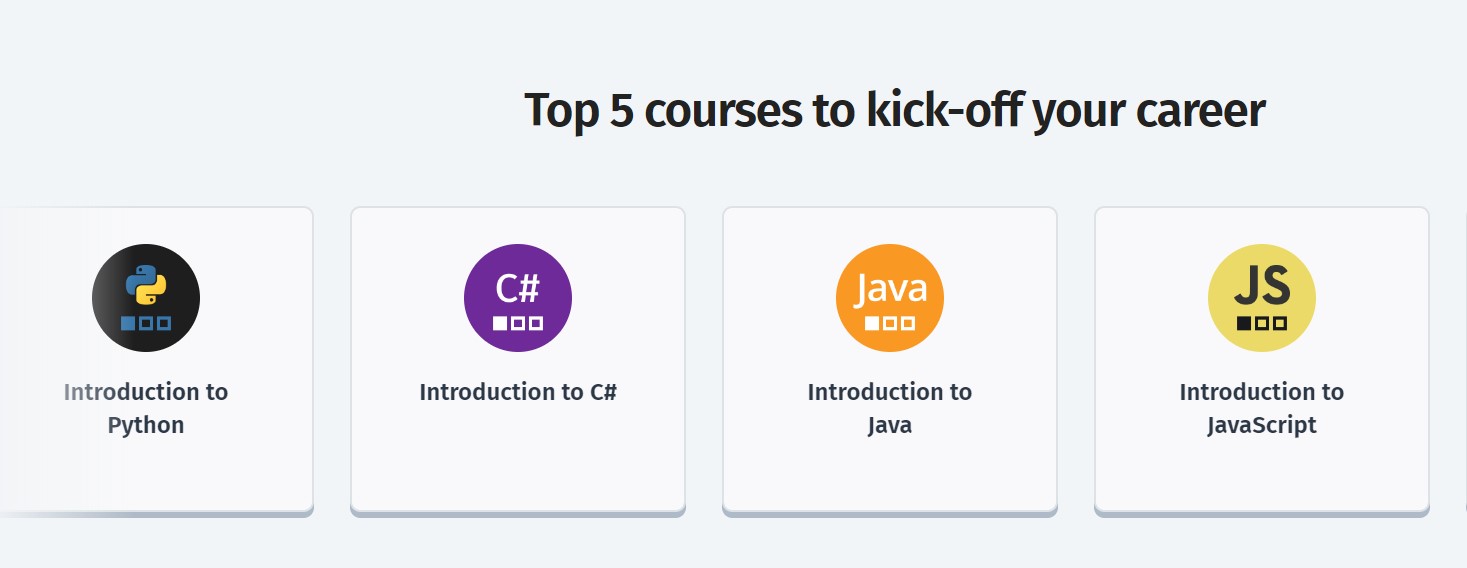 Top 5 courses to kick-off your career
Introduction to
Python
C#
Introduction to C#
Java
Introduction to
Java
JS
Introduction to
JavaScript